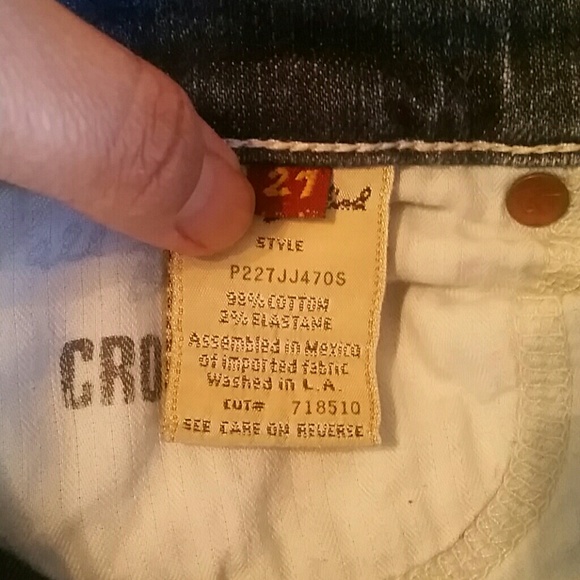 27
STYLE
P227JJ470S
98% COTTON
2% ELASTANE
Assembled in Mexico
of imported fabric
Washed in L.A.
CUT# 718510
SEE CARE ON REVERSE
CRO